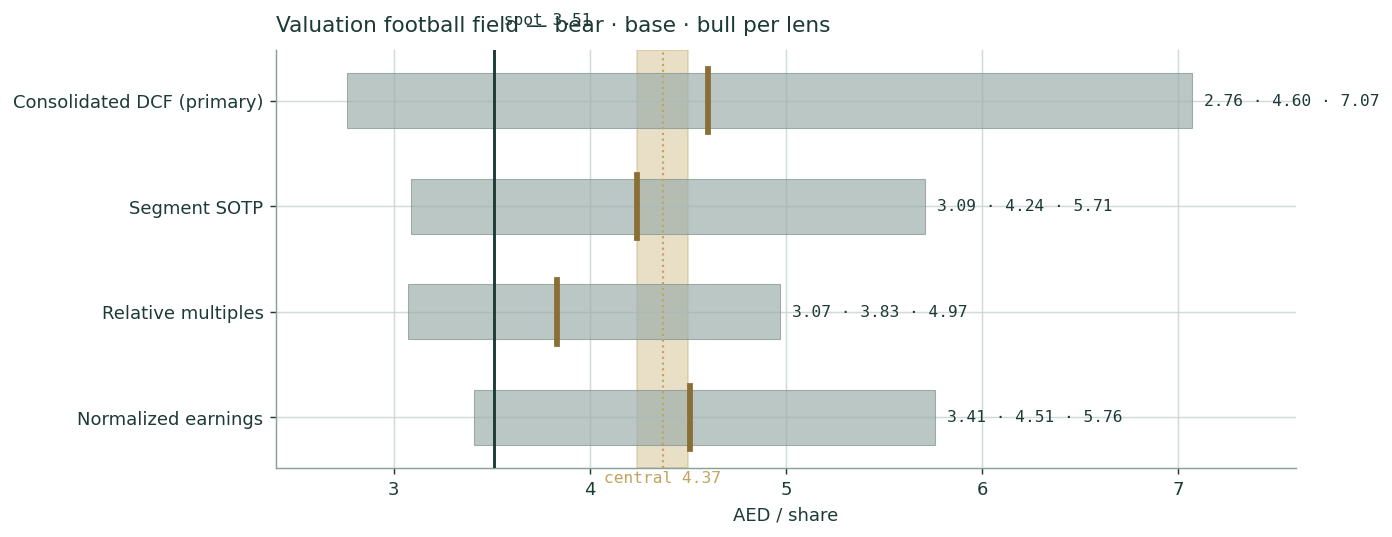 Valuation football field — bear · base · bull per lens
spot 3.51
Consolidated DCF (primary)
2.76 · 4.60 · 7.07
Segment SOTP
3.09 · 4.24 · 5.71
Relative multiples
3.07 · 3.83 · 4.97
Normalized earnings
3.41 · 4.51 · 5.76
central 4.37
3 4 5 6 7
AED / share